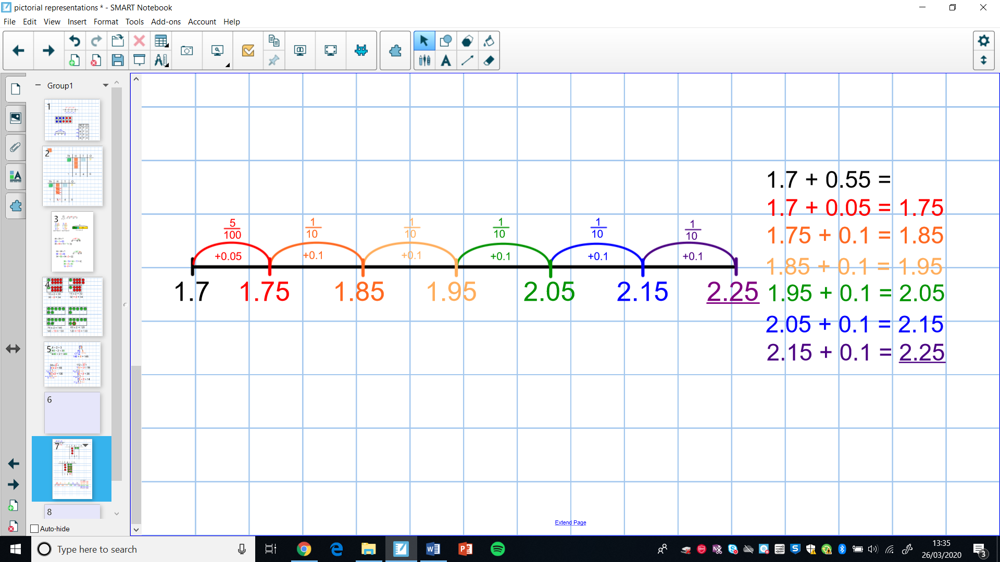 pictorial representations * - SMART Notebook
File Edit View Insert Format Tools Add-ons Account Help
Group1
1
2
3
4
5
6
7
8
Auto-hide
5/100 1/10 1/10 1/10 1/10 1/10
+0.05 +0.1 +0.1 +0.1 +0.1 +0.1
1.7 1.75 1.85 1.95 2.05 2.15 2.25
1.7 + 0.55 =
1.7 + 0.05 = 1.75
1.75 + 0.1 = 1.85
1.85 + 0.1 = 1.95
1.95 + 0.1 = 2.05
2.05 + 0.1 = 2.15
2.15 + 0.1 = 2.25
Extend Page
Type here to search
13:35
26/03/2020
3